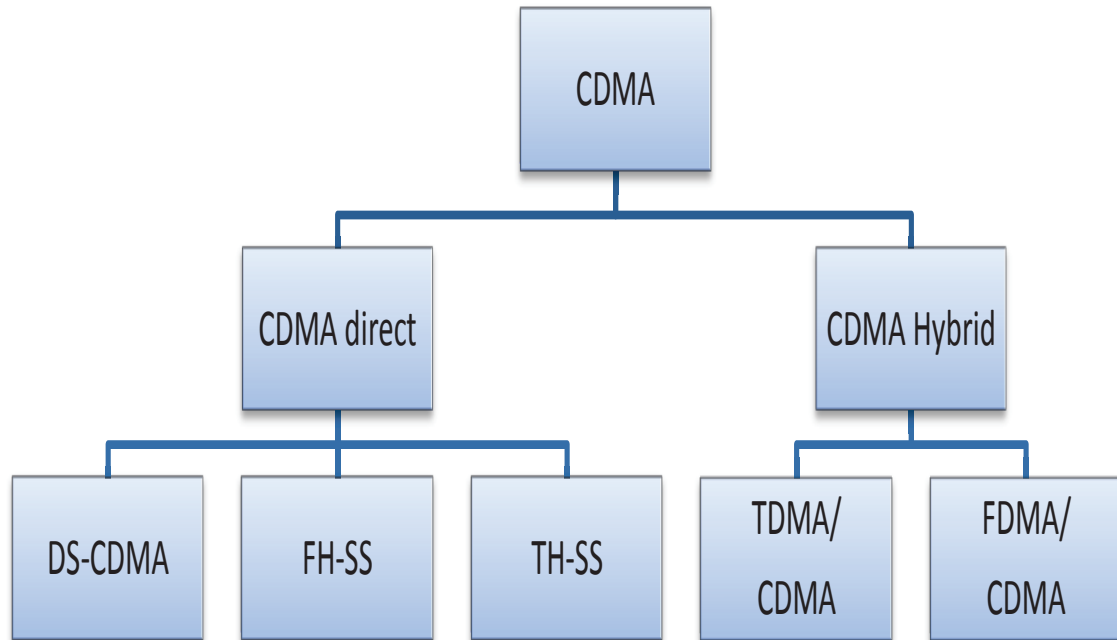 CDMA
CDMA direct
CDMA Hybrid
DS-CDMA
FH-SS
TH-SS
TDMA/
CDMA
FDMA/
CDMA